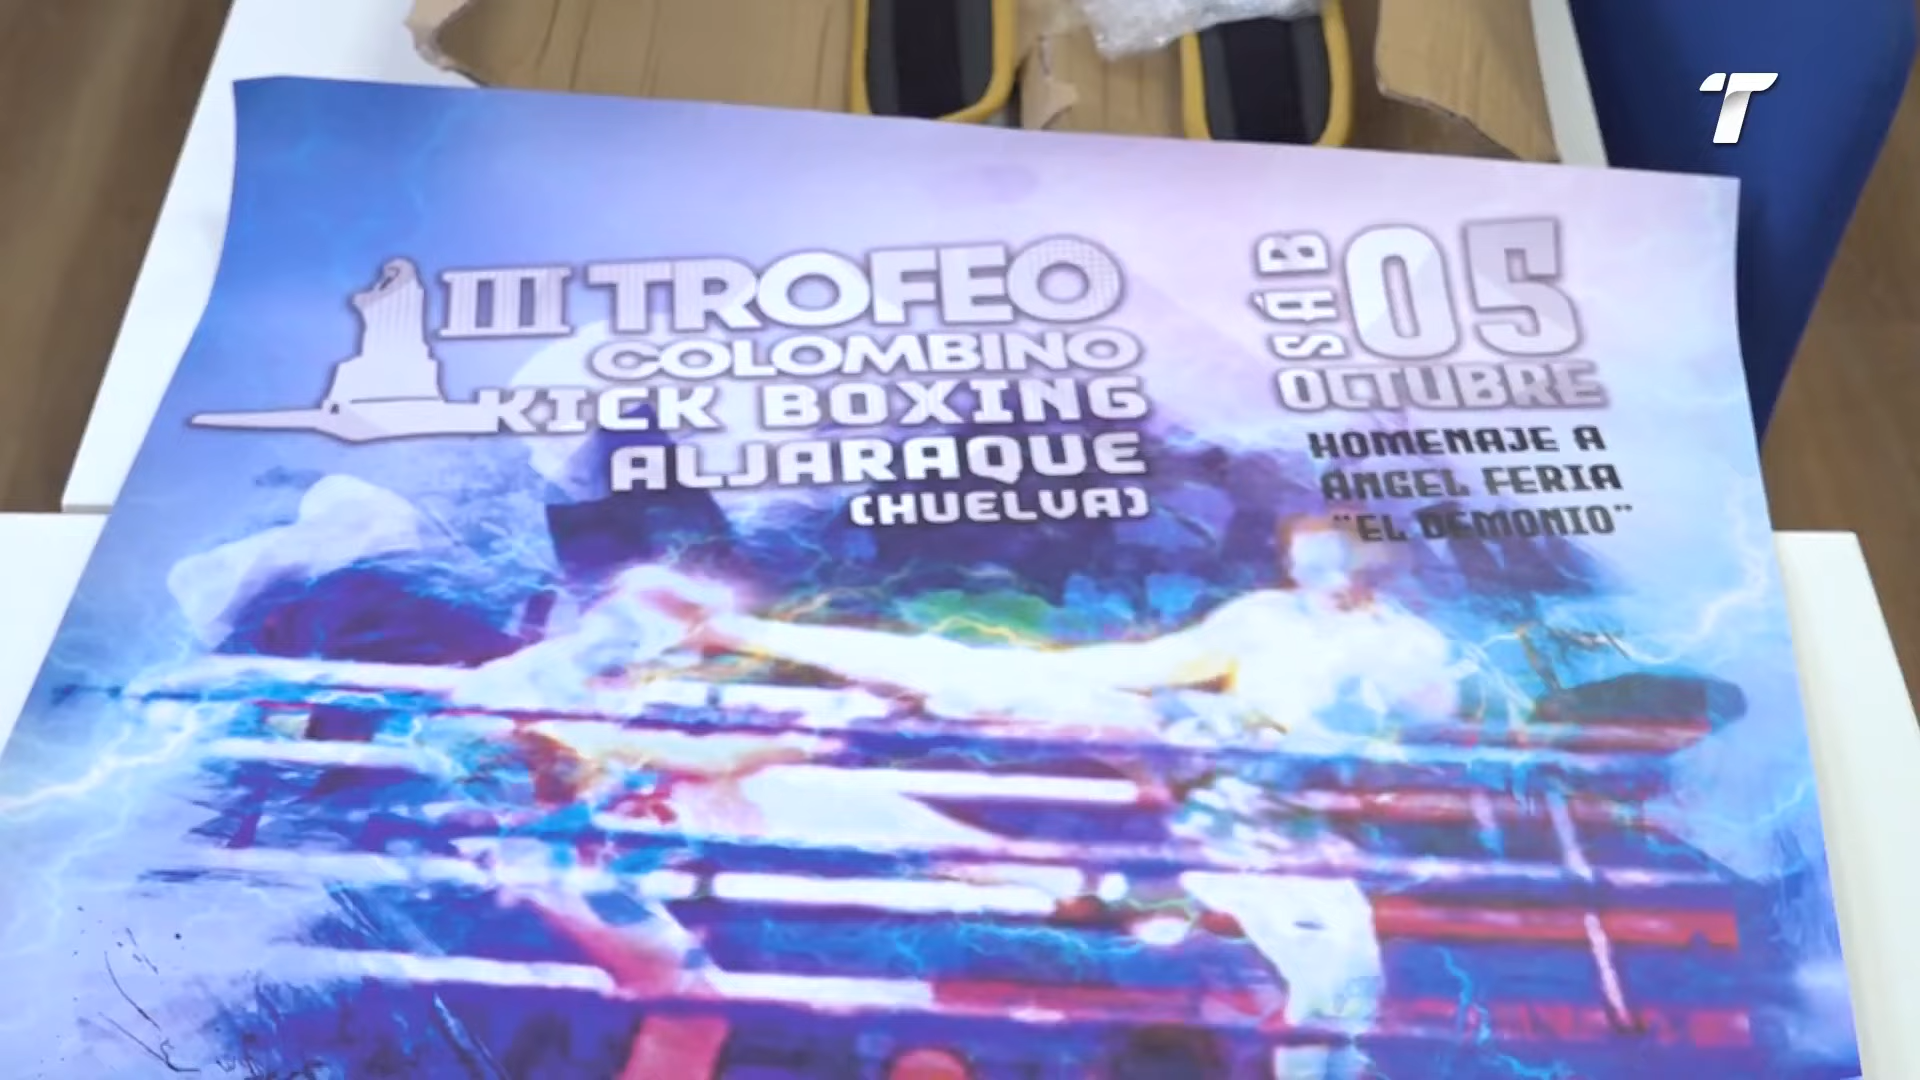 III TROFEO
COLOMBINO
KICK BOXING
ALJARAQUE
(HUELVA)
SÁB 05
OCTUBRE
HOMENAJE A
ÁNGEL FERIA
"EL DEMONIO"
T